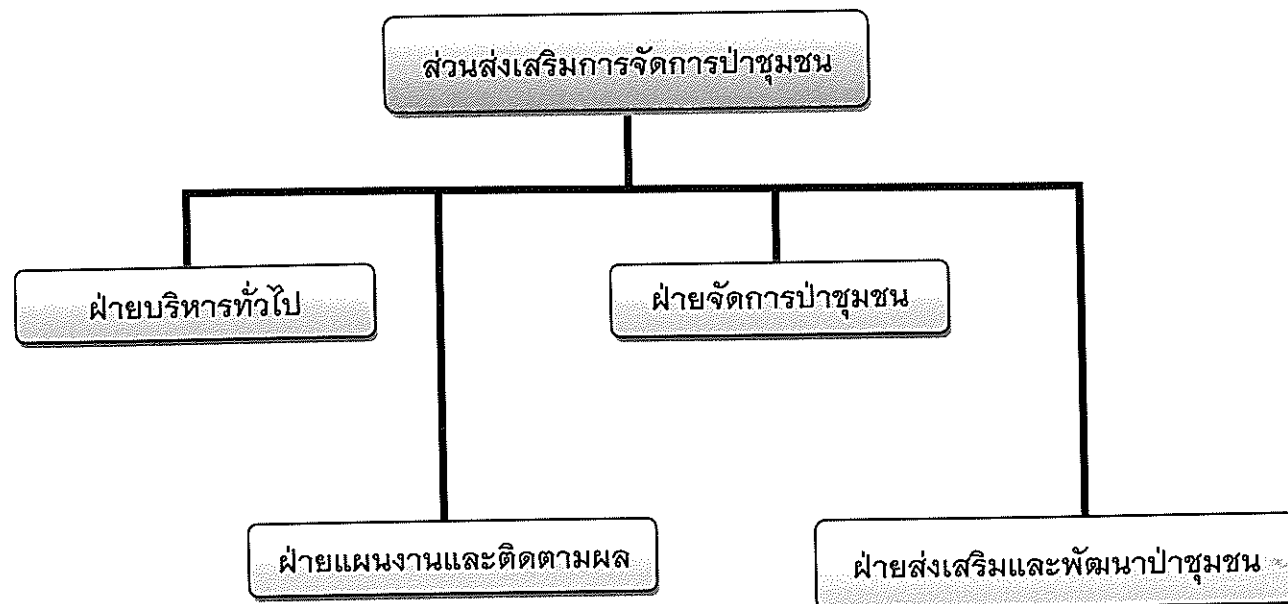 ส่วนส่งเสริมการจัดการป่าชุมชน
ฝ่ายบริหารทั่วไป
ฝ่ายจัดการป่าชุมชน
ฝ่ายแผนงานและติดตามผล
ฝ่ายส่งเสริมและพัฒนาป่าชุมชน